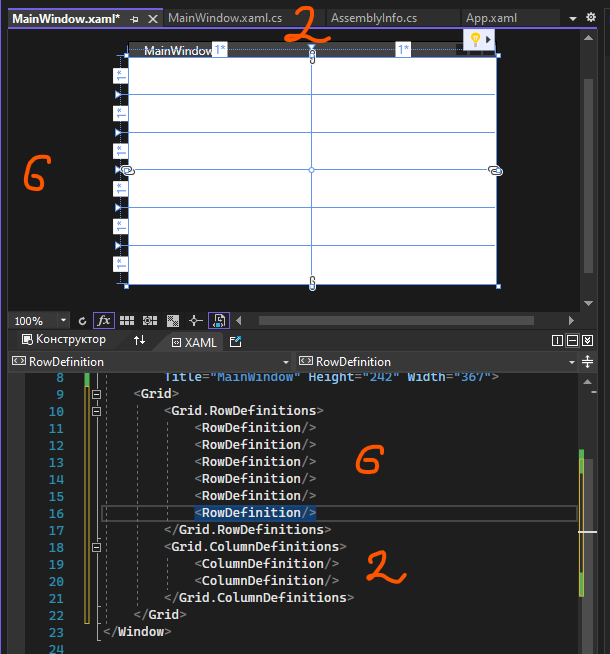 MainWindow.xaml*
MainWindow.xaml.cs
AssemblyInfo.cs
App.xaml
2
MainWindow
1*
1*
1*
1*
1*
1*
1*
1*
6
100%
fx
Конструктор
XAML
RowDefinition
RowDefinition
8 Title="MainWindow" Height="242" Width="367">
9 <Grid>
10 <Grid.RowDefinitions>
11 <RowDefinition/>
12 <RowDefinition/>
13 <RowDefinition/>
14 <RowDefinition/>
15 <RowDefinition/>
16 <RowDefinition/>
17 </Grid.RowDefinitions>
18 <Grid.ColumnDefinitions>
19 <ColumnDefinition/>
20 <ColumnDefinition/>
21 </Grid.ColumnDefinitions>
22 </Grid>
23 </Window>
24
6
2